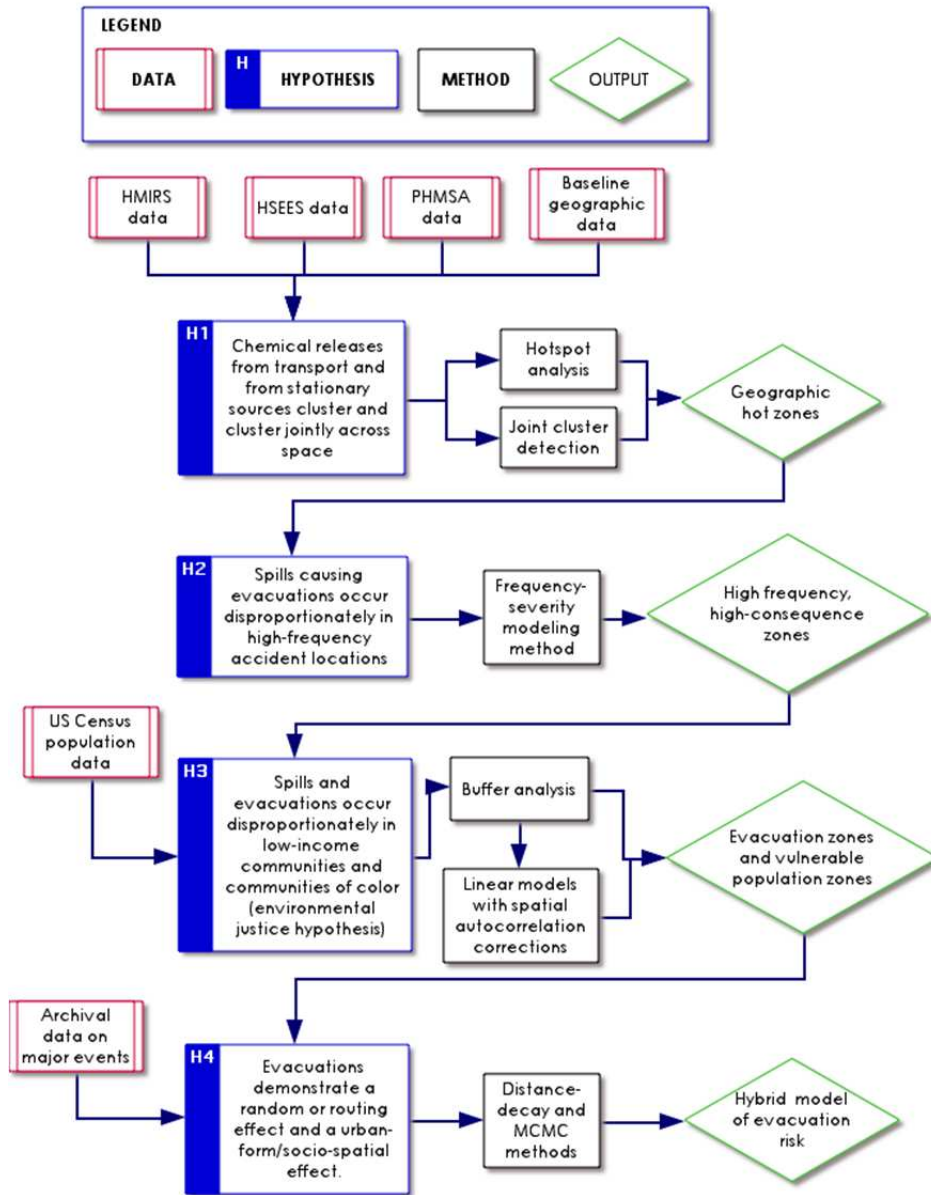 LEGEND
DATA
H
HYPOTHESIS
METHOD
OUTPUT
HMIRS
data
HSEES data
PHMSA
data
Baseline
geographic
data
H1
Chemical releases
from transport and
from stationary
sources cluster and
cluster jointly across
space
Hotspot
analysis
Joint cluster
detection
Geographic
hot zones
H2
Spills causing
evacuations occur
disproportionately in
high-frequency
accident locations
Frequency-
severity
modeling
method
High frequency,
high-consequence
zones
US Census
population
data
H3
Spills and
evacuations occur
disproportionately in
low-income
communities and
communities of color
(environmental
justice hypothesis)
Buffer analysis
Linear models
with spatial
autocorrelation
corrections
Evacuation zones
and vulnerable
population zones
Archival
data on
major events
H4
Evacuations
demonstrate a
random or routing
effect and a urban-
form/socio-spatial
effect.
Distance-
decay and
MCMC
methods
Hybrid model
of evacuation
risk